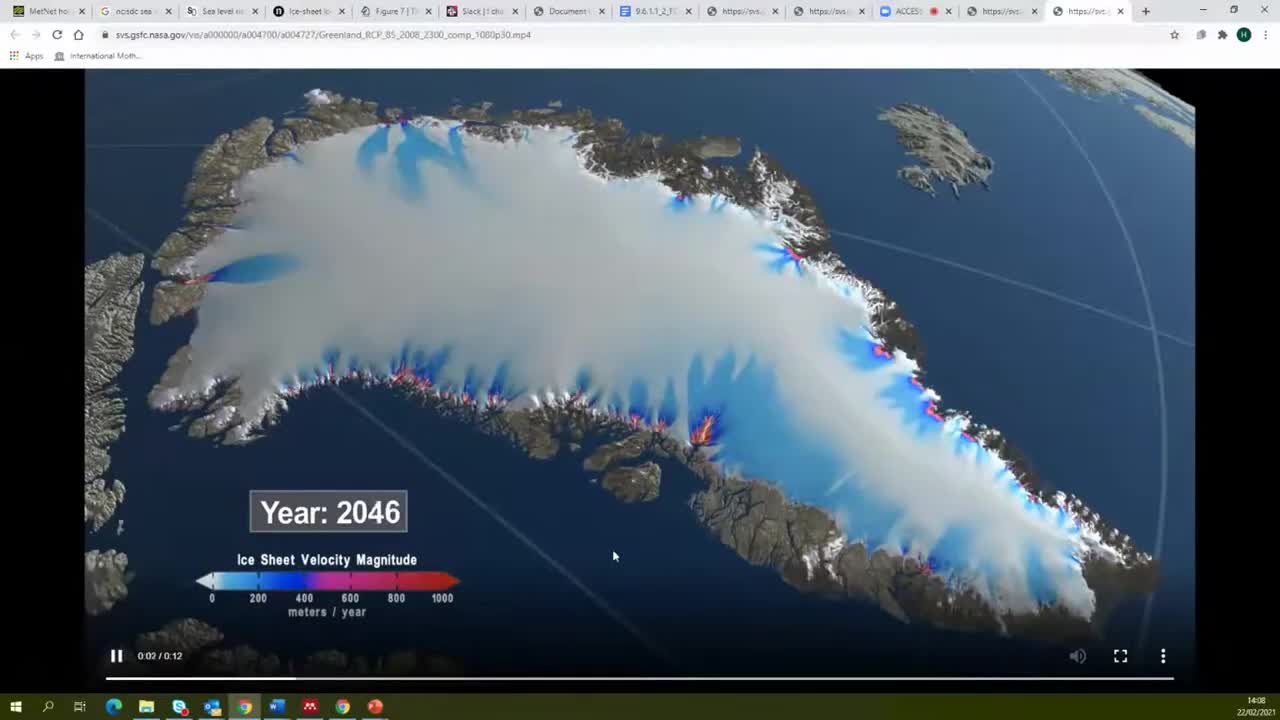 MetNet ho
ncisdc sea
Sea level ris
Ice-sheet lo
Figure 7 | T
Slack | t cha
Document
9.6.1.1_2_F
https://svs.
https://svs.
ACCES
https://svs.
https://svs.
svs.gsfc.nasa.gov/vis/a000000/a004700/a004727/Greenland_RCP_85_2008_2300_comp_1080p30.mp4
H
Apps
International Moth...
Year: 2046
Ice Sheet Velocity Magnitude
0 200 400 600 800 1000
meters / year
0:02 / 0:12
14:08
22/02/2021